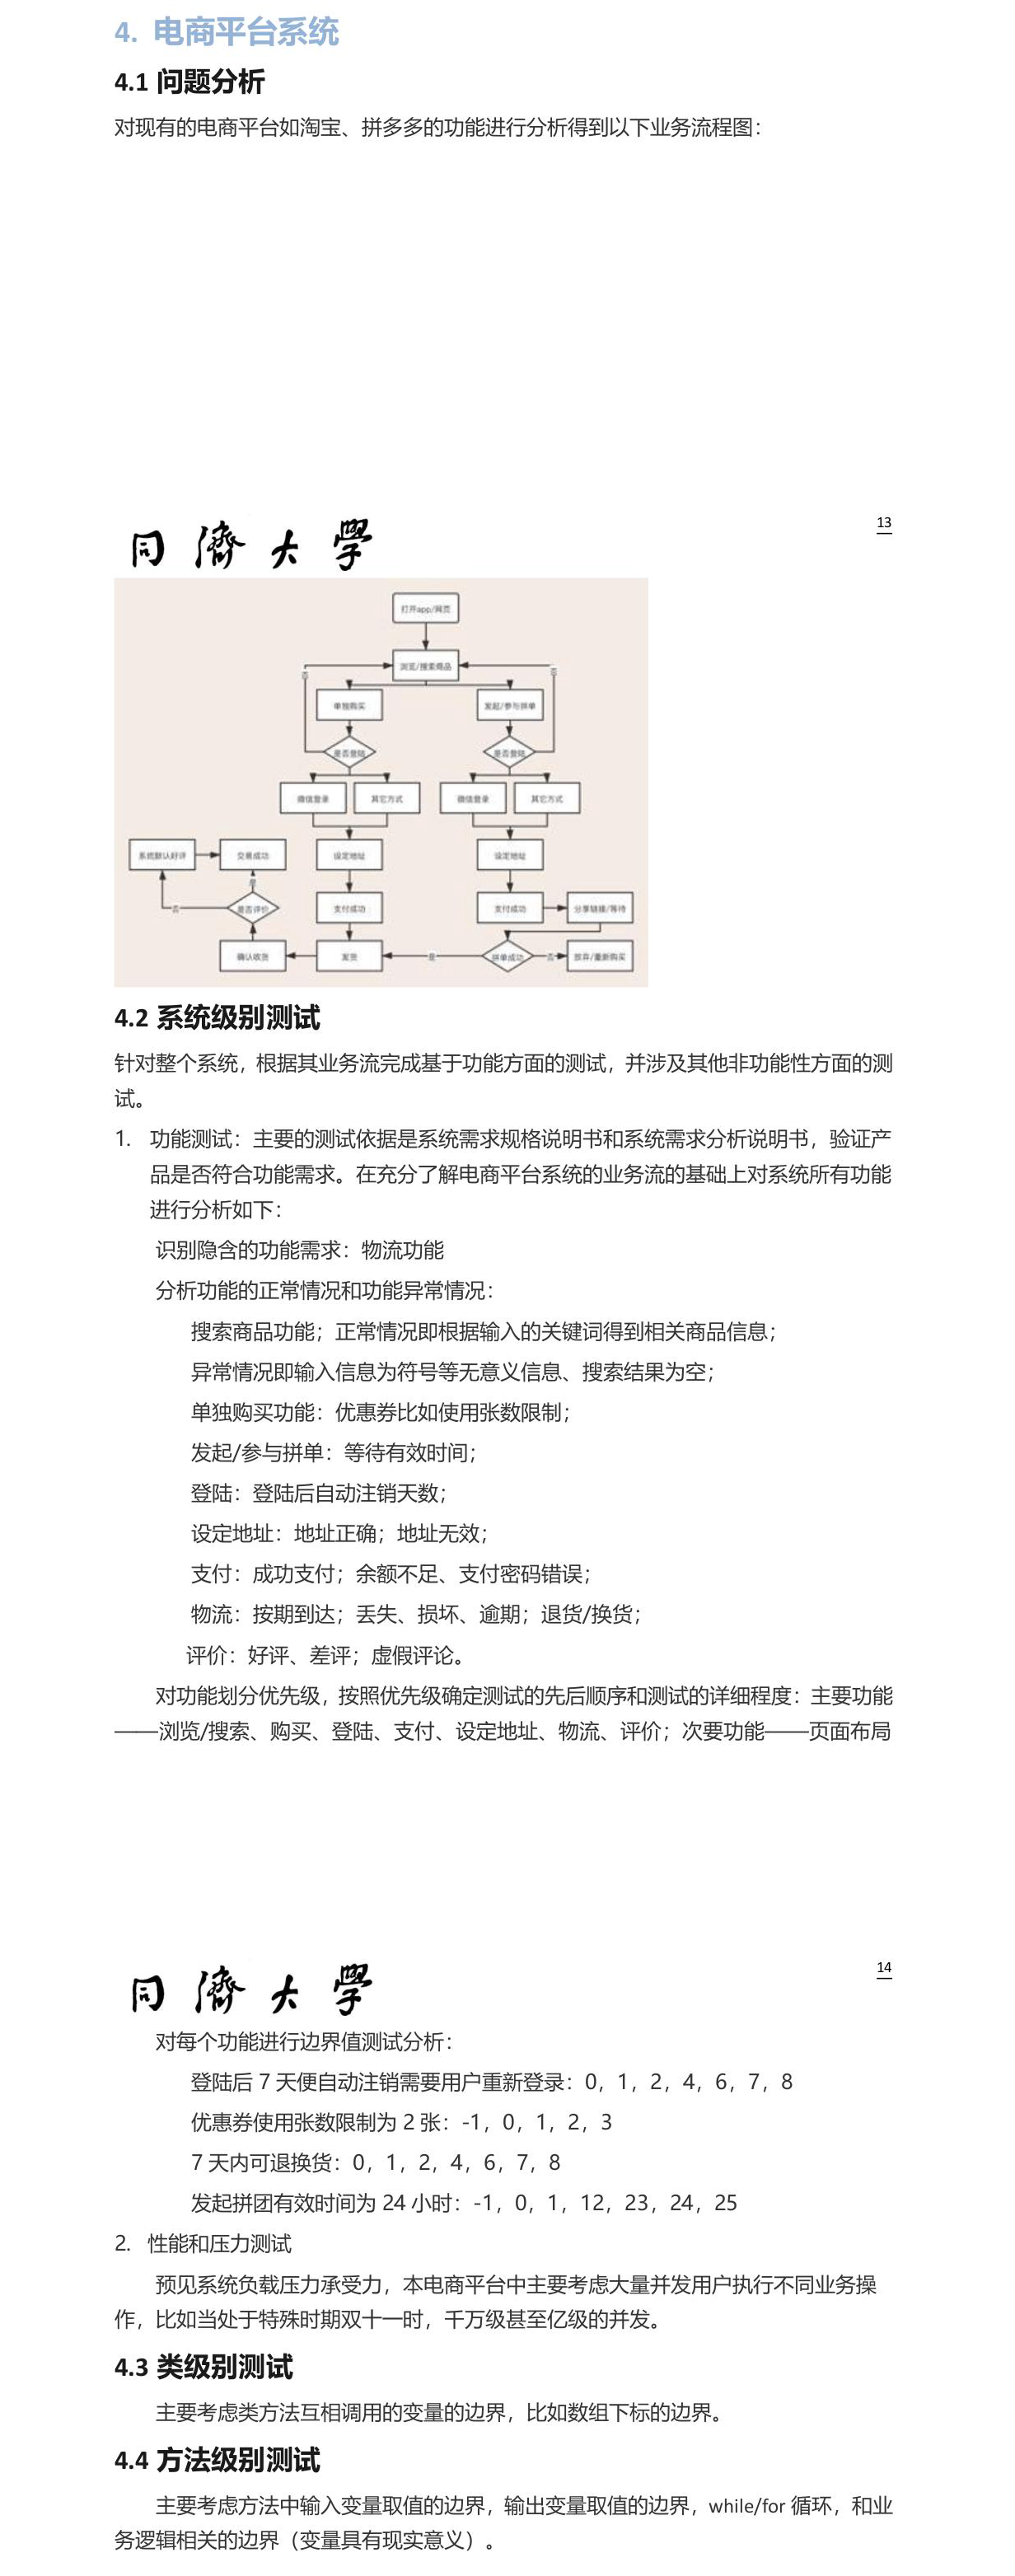 4. 电商平台系统
4.1 问题分析
对现有的电商平台如淘宝、拼多多的功能进行分析得到以下业务流程图：
同濟大學
13
打开app/网页
浏览/搜索商品
否
否
单独购买
发起/参与拼单
是否登陆
是否登陆
微信登录
其它方式
微信登录
其它方式
系统默认好评
交易成功
设定地址
设定地址
是
否
是否评价
支付成功
支付成功
分享链接/等待
确认收货
发货
是
拼单成功
否
放弃/重新购买
4.2 系统级别测试
针对整个系统，根据其业务流完成基于功能方面的测试，并涉及其他非功能性方面的测
试。
1. 功能测试：主要的测试依据是系统需求规格说明书和系统需求分析说明书，验证产
品是否符合功能需求。在充分了解电商平台系统的业务流的基础上对系统所有功能
进行分析如下：
识别隐含的功能需求：物流功能
分析功能的正常情况和功能异常情况：
搜索商品功能；正常情况即根据输入的关键词得到相关商品信息；
异常情况即输入信息为符号等无意义信息、搜索结果为空；
单独购买功能：优惠券比如使用张数限制；
发起/参与拼单：等待有效时间；
登陆：登陆后自动注销天数；
设定地址：地址正确；地址无效；
支付：成功支付；余额不足、支付密码错误；
物流：按期到达；丢失、损坏、逾期；退货/换货；
评价：好评、差评；虚假评论。
对功能划分优先级，按照优先级确定测试的先后顺序和测试的详细程度：主要功能
——浏览/搜索、购买、登陆、支付、设定地址、物流、评价；次要功能——页面布局
同濟大學
14
对每个功能进行边界值测试分析：
登陆后 7 天便自动注销需要用户重新登录：0，1，2，4，6，7，8
优惠券使用张数限制为 2 张：-1，0，1，2，3
7 天内可退换货：0，1，2，4，6，7，8
发起拼团有效时间为 24 小时：-1，0，1，12，23，24，25
2. 性能和压力测试
预见系统负载压力承受力，本电商平台中主要考虑大量并发用户执行不同业务操
作，比如当处于特殊时期双十一时，千万级甚至亿级的并发。
4.3 类级别测试
主要考虑类方法互相调用的变量的边界，比如数组下标的边界。
4.4 方法级别测试
主要考虑方法中输入变量取值的边界，输出变量取值的边界，while/for 循环，和业
务逻辑相关的边界（变量具有现实意义）。